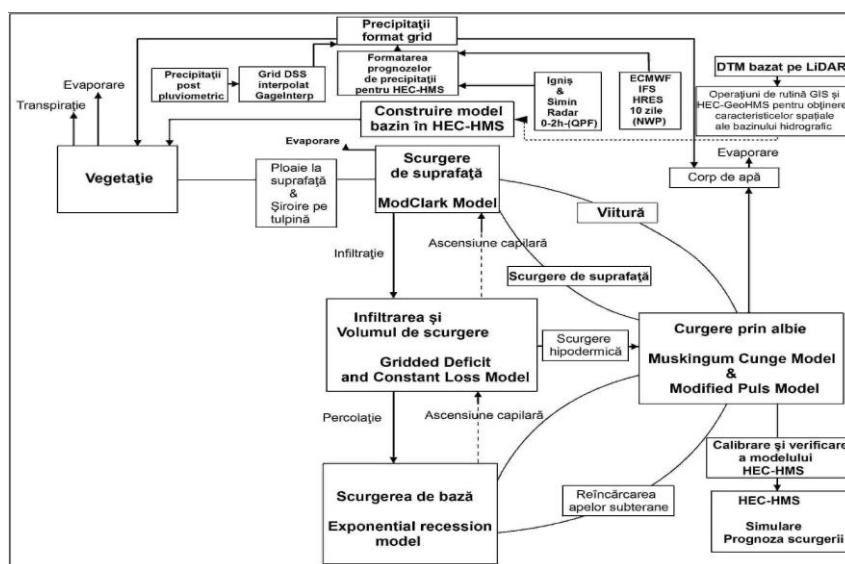 Precipitații
format grid
Precipitații
post
pluviometric
Grid DSS
interpolat
GageInterp
Formatarea
prognozelor
de precipitații
pentru HEC-HMS
Igniș
&
Simin
Radar
0-2h-(QPF)
ECMWF
IFS
HRES
10 zile
(NWP)
DTM bazat pe LiDAR
Operațiuni de rutină GIS și
HEC-GeoHMS pentru obținerea
caracteristicelor spațiale
ale bazinului hidrografic
Evaporare
Transpirație
Construire model
bazin în HEC-HMS
Evaporare
Evaporare
Vegetație
Ploaie la
suprafață
&
Șiroire pe
tulpină
Scurgere
de suprafață
ModClark Model
Corp de apă
Viitură
Infiltrație
Ascensiune capilară
Scurgere de suprafață
Infiltrarea și
Volumul de scurgere
Gridded Deficit
and Constant Loss Model
Scurgere
hipodermică
Curgere prin albie
Muskingum Cunge Model
&
Modified Puls Model
Percolație
Ascensiune capilară
Calibrare și verificare
a modelului
HEC-HMS
Scurgerea de bază
Exponential recession
model
Reîncărcarea
apelor subterane
HEC-HMS
Simulare
Prognoza scurgerii